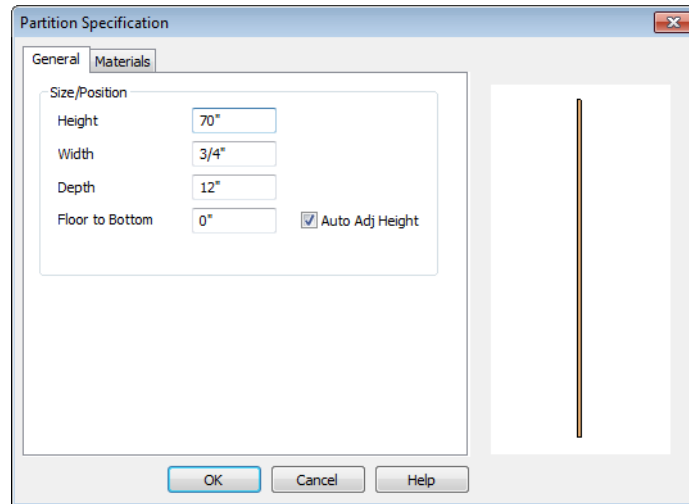 Partition Specification
General Materials
Size/Position
Height 70"
Width 3/4"
Depth 12"
Floor to Bottom 0" Auto Adj Height
OK Cancel Help